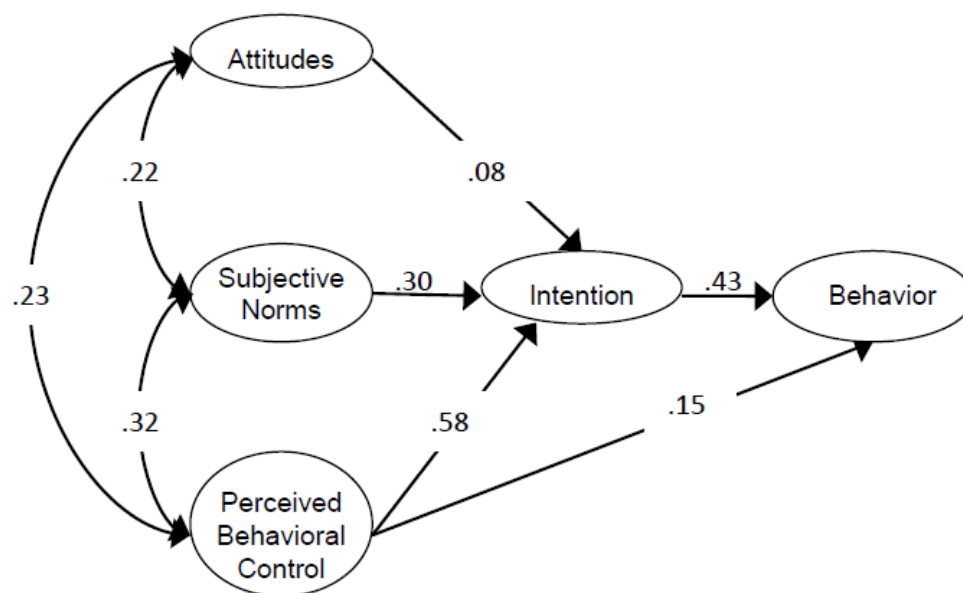 Attitudes
.22
.08
.23
Subjective
Norms
.30
Intention
.43
Behavior
.32
.58
.15
Perceived
Behavioral
Control